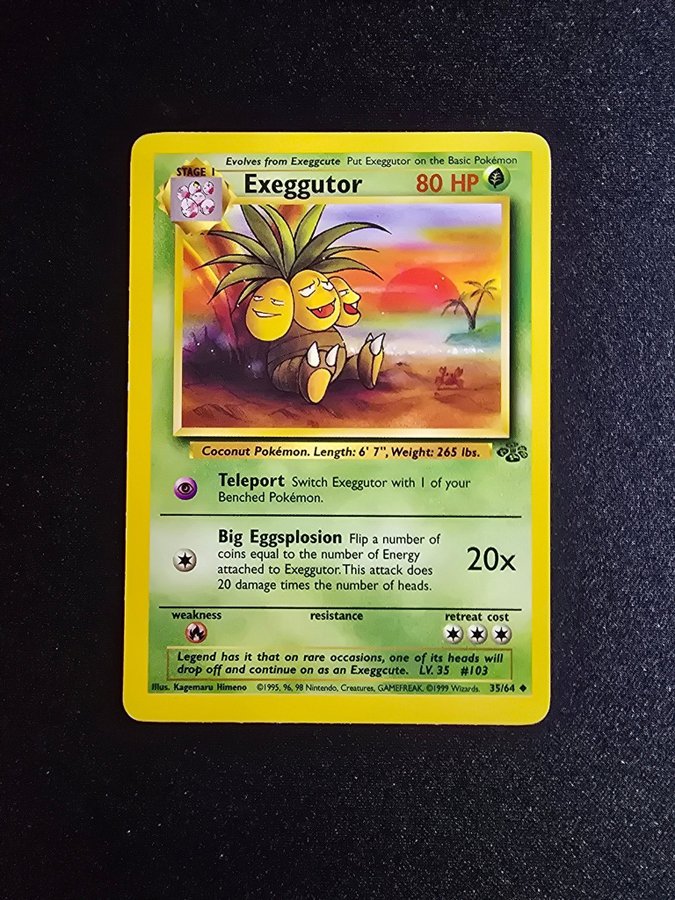 Evolves from Exeggcute Put Exeggutor on the Basic Pokémon
STAGE 1
Exeggutor 80 HP
Coconut Pokémon. Length: 6' 7", Weight: 265 lbs.
Teleport Switch Exeggutor with 1 of your
Benched Pokémon.
Big Eggsplosion Flip a number of
coins equal to the number of Energy
attached to Exeggutor. This attack does
20 damage times the number of heads.
20x
weakness resistance retreat cost
Legend has it that on rare occasions, one of its heads will
drop off and continue on as an Exeggcute. LV. 35 #103
Illus. Kagemaru Himeno ©1995, 96, 98 Nintendo, Creatures, GAMEFREAK. ©1999 Wizards. 35/64